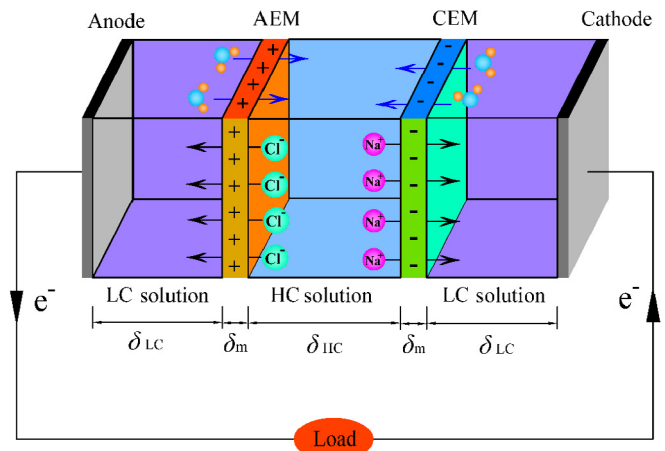 Anode AEM CEM Cathode
+ + + + + - - - - -
+ -
+ Cl⁻ Na⁺ -
+ Cl⁻ Na⁺ -
+ Cl⁻ Na⁺ -
+ Cl⁻ Na⁺ -
+ -
LC solution HC solution LC solution
e⁻ e⁻
δLC δm δHC δm δLC
Load